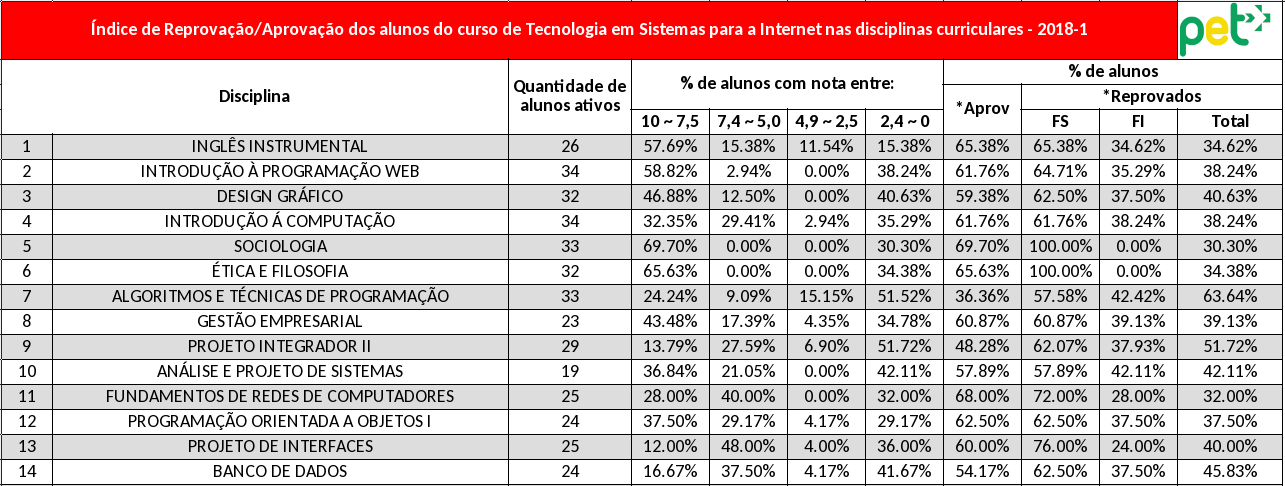 Índice de Reprovação/Aprovação dos alunos do curso de Tecnologia em Sistemas para a Internet nas disciplinas curriculares - 2018-1
pet
Disciplina Quantidade de alunos ativos % de alunos com nota entre: % de alunos
*Aprov *Reprovados
10 ~ 7,5 7,4 ~ 5,0 4,9 ~ 2,5 2,4 ~ 0 FS FI Total
1 INGLÊS INSTRUMENTAL 26 57.69% 15.38% 11.54% 15.38% 65.38% 65.38% 34.62% 34.62%
2 INTRODUÇÃO À PROGRAMAÇÃO WEB 34 58.82% 2.94% 0.00% 38.24% 61.76% 64.71% 35.29% 38.24%
3 DESIGN GRÁFICO 32 46.88% 12.50% 0.00% 40.63% 59.38% 62.50% 37.50% 40.63%
4 INTRODUÇÃO Á COMPUTAÇÃO 34 32.35% 29.41% 2.94% 35.29% 61.76% 61.76% 38.24% 38.24%
5 SOCIOLOGIA 33 69.70% 0.00% 0.00% 30.30% 69.70% 100.00% 0.00% 30.30%
6 ÉTICA E FILOSOFIA 32 65.63% 0.00% 0.00% 34.38% 65.63% 100.00% 0.00% 34.38%
7 ALGORITMOS E TÉCNICAS DE PROGRAMAÇÃO 33 24.24% 9.09% 15.15% 51.52% 36.36% 57.58% 42.42% 63.64%
8 GESTÃO EMPRESARIAL 23 43.48% 17.39% 4.35% 34.78% 60.87% 60.87% 39.13% 39.13%
9 PROJETO INTEGRADOR II 29 13.79% 27.59% 6.90% 51.72% 48.28% 62.07% 37.93% 51.72%
10 ANÁLISE E PROJETO DE SISTEMAS 19 36.84% 21.05% 0.00% 42.11% 57.89% 57.89% 42.11% 42.11%
11 FUNDAMENTOS DE REDES DE COMPUTADORES 25 28.00% 40.00% 0.00% 32.00% 68.00% 72.00% 28.00% 32.00%
12 PROGRAMAÇÃO ORIENTADA A OBJETOS I 24 37.50% 29.17% 4.17% 29.17% 62.50% 62.50% 37.50% 37.50%
13 PROJETO DE INTERFACES 25 12.00% 48.00% 4.00% 36.00% 60.00% 76.00% 24.00% 40.00%
14 BANCO DE DADOS 24 16.67% 37.50% 4.17% 41.67% 54.17% 62.50% 37.50% 45.83%